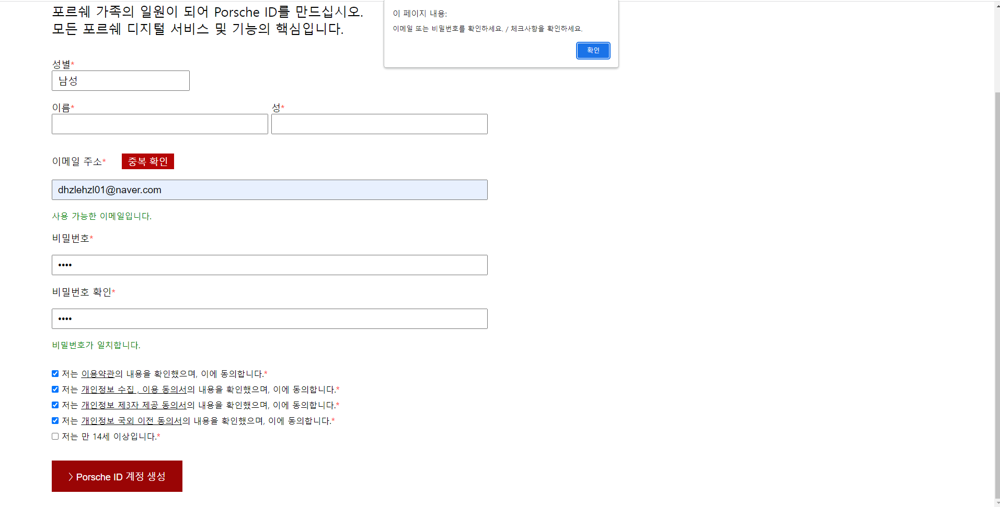 포르쉐 가족의 일원이 되어 Porsche ID를 만드십시오.
모든 포르쉐 디지털 서비스 및 기능의 핵심입니다.
이 페이지 내용:
이메일 또는 비밀번호를 확인하세요. / 체크사항을 확인하세요.
확인
성별*
남성
이름* 성*
이메일 주소* 중복 확인
dhzlehzl01@naver.com
사용 가능한 이메일입니다.
비밀번호*
••••
비밀번호 확인*
••••
비밀번호가 일치합니다.
저는 이용약관의 내용을 확인했으며, 이에 동의합니다.*
저는 개인정보 수집 , 이용 동의서의 내용을 확인했으며, 이에 동의합니다.*
저는 개인정보 제3자 제공 동의서의 내용을 확인했으며, 이에 동의합니다.*
저는 개인정보 국외 이전 동의서의 내용을 확인했으며, 이에 동의합니다.*
저는 만 14세 이상입니다.*
〉Porsche ID 계정 생성